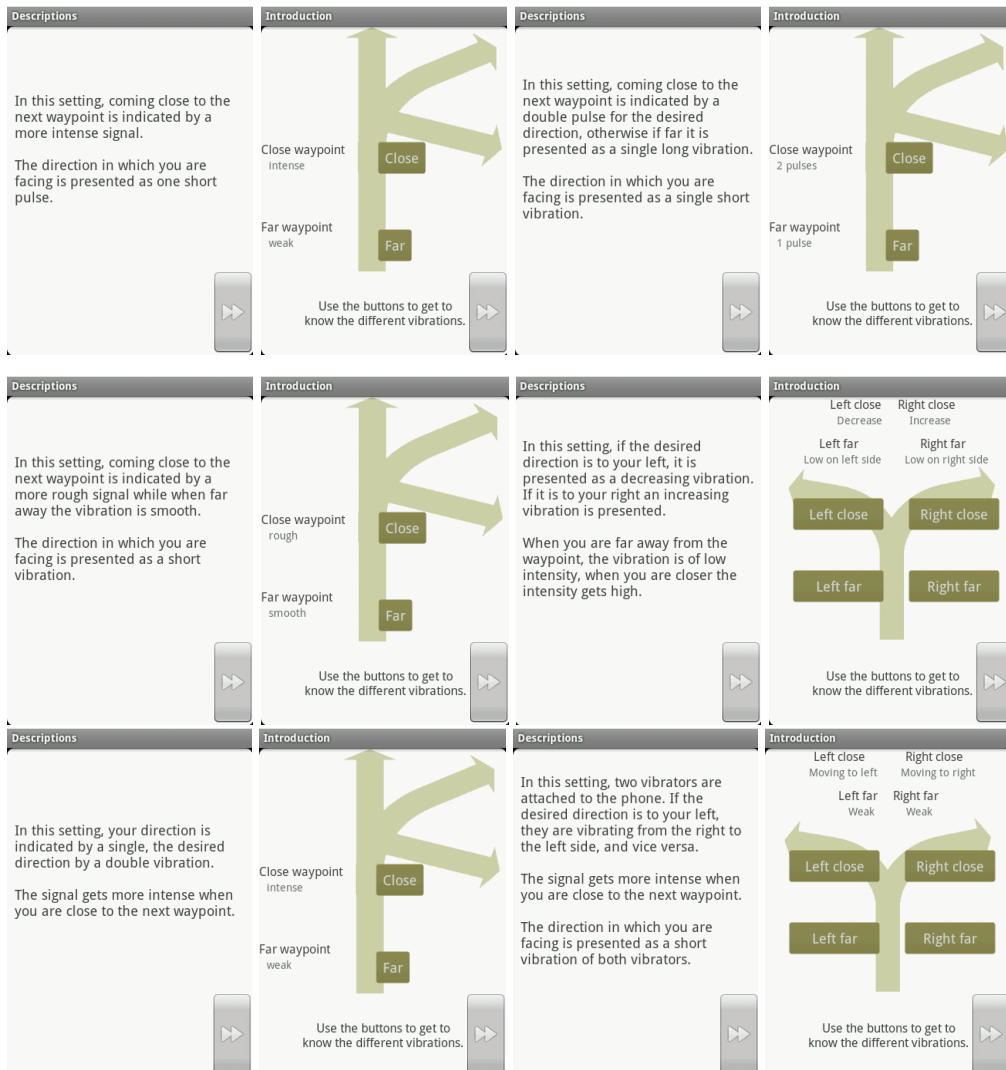 Descriptions
In this setting, coming close to the
next waypoint is indicated by a
more intense signal.
The direction in which you are
facing is presented as one short
pulse.
Introduction
Close waypoint
intense
Close
Far waypoint
weak
Far
Use the buttons to get to
know the different vibrations.
Descriptions
In this setting, coming close to the
next waypoint is indicated by a
double pulse for the desired
direction, otherwise if far it is
presented as a single long vibration.
The direction in which you are
facing is presented as a single short
vibration.
Introduction
Close waypoint
2 pulses
Close
Far waypoint
1 pulse
Far
Use the buttons to get to
know the different vibrations.
Descriptions
In this setting, coming close to the
next waypoint is indicated by a
more rough signal while when far
away the vibration is smooth.
The direction in which you are
facing is presented as a short
vibration.
Introduction
Close waypoint
rough
Close
Far waypoint
smooth
Far
Use the buttons to get to
know the different vibrations.
Descriptions
In this setting, if the desired
direction is to your left, it is
presented as a decreasing vibration.
If it is to your right an increasing
vibration is presented.
When you are far away from the
waypoint, the vibration is of low
intensity, when you are closer the
intensity gets high.
Introduction
Left close Right close
Decrease Increase
Left far Right far
Low on left side Low on right side
Left close Right close
Left far Right far
Use the buttons to get to
know the different vibrations.
Descriptions
In this setting, your direction is
indicated by a single, the desired
direction by a double vibration.
The signal gets more intense when
you are close to the next waypoint.
Introduction
Close waypoint
intense
Close
Far waypoint
weak
Far
Use the buttons to get to
know the different vibrations.
Descriptions
In this setting, two vibrators are
attached to the phone. If the
desired direction is to your left,
they are vibrating from the right to
the left side, and vice versa.
The signal gets more intense when
you are close to the next waypoint.
The direction in which you are
facing is presented as a short
vibration of both vibrators.
Introduction
Left close Right close
Moving to left Moving to right
Left far Right far
Weak Weak
Left close Right close
Left far Right far
Use the buttons to get to
know the different vibrations.